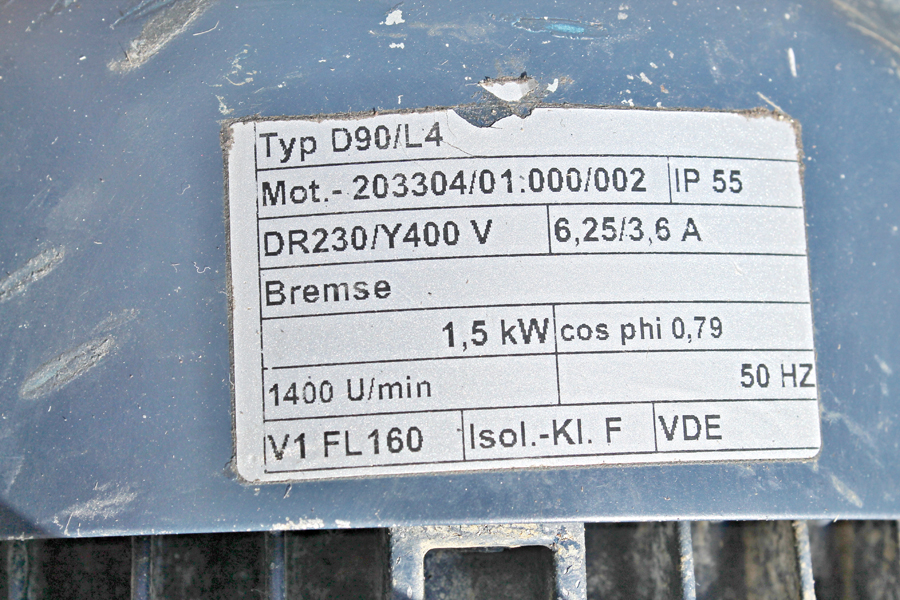 Typ D90/L4
Mot.- 203304/01.000/002 IP 55
DR230/Y400 V 6,25/3,6 A
Bremse
1,5 kW cos phi 0,79
1400 U/min 50 HZ
V1 FL160 Isol.-Kl. F VDE